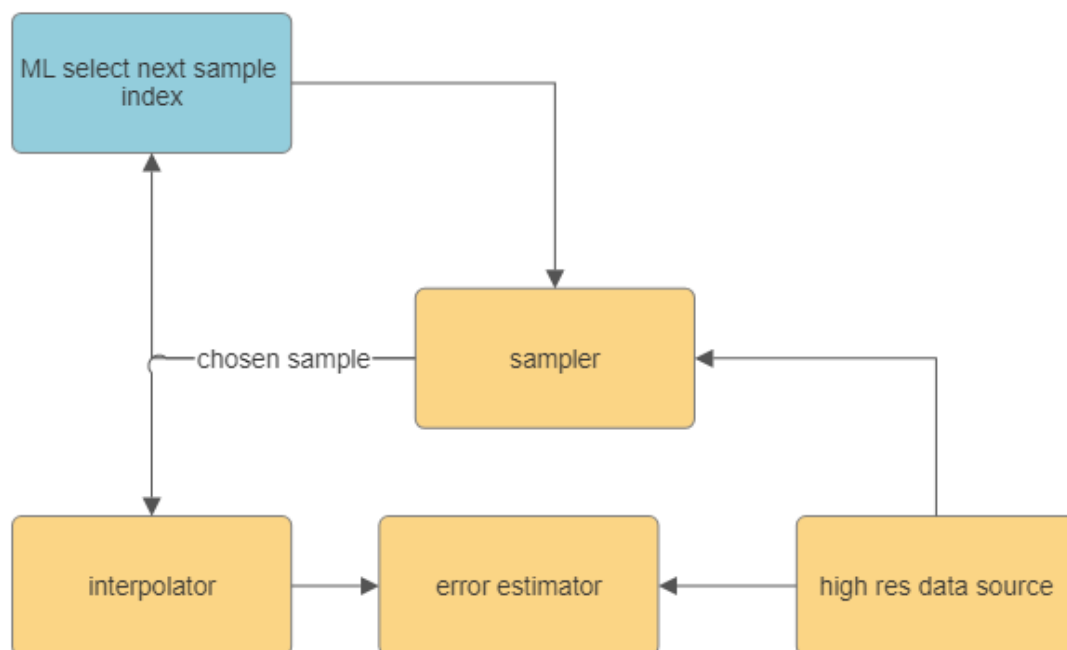 ML select next sample
index
chosen sample
sampler
interpolator
error estimator
high res data source